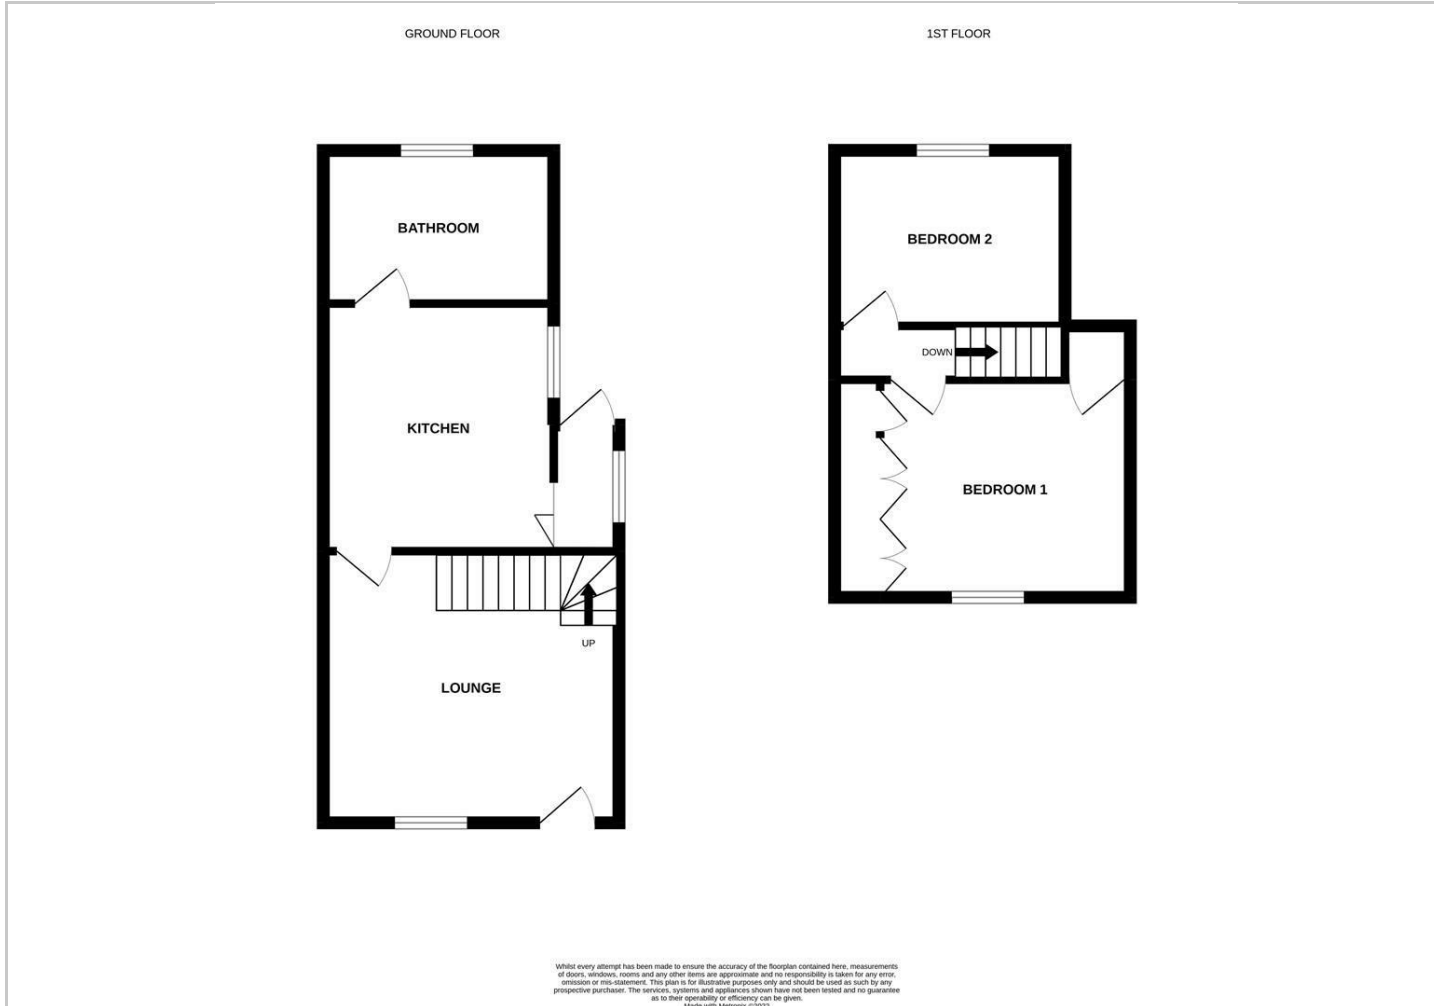 GROUND FLOOR
1ST FLOOR
BATHROOM
BEDROOM 2
DOWN
KITCHEN
BEDROOM 1
UP
LOUNGE
Whilst every attempt has been made to ensure the accuracy of the floorplan contained here, measurements
of doors, windows, rooms and any other items are approximate and no responsibility is taken for any error,
omission or mis-statement. This plan is for illustrative purposes only and should be used as such by any
prospective purchaser. The services, systems and appliances shown have not been tested and no guarantee
as to their operability or efficiency can be given.
Made with Metropix ©2022